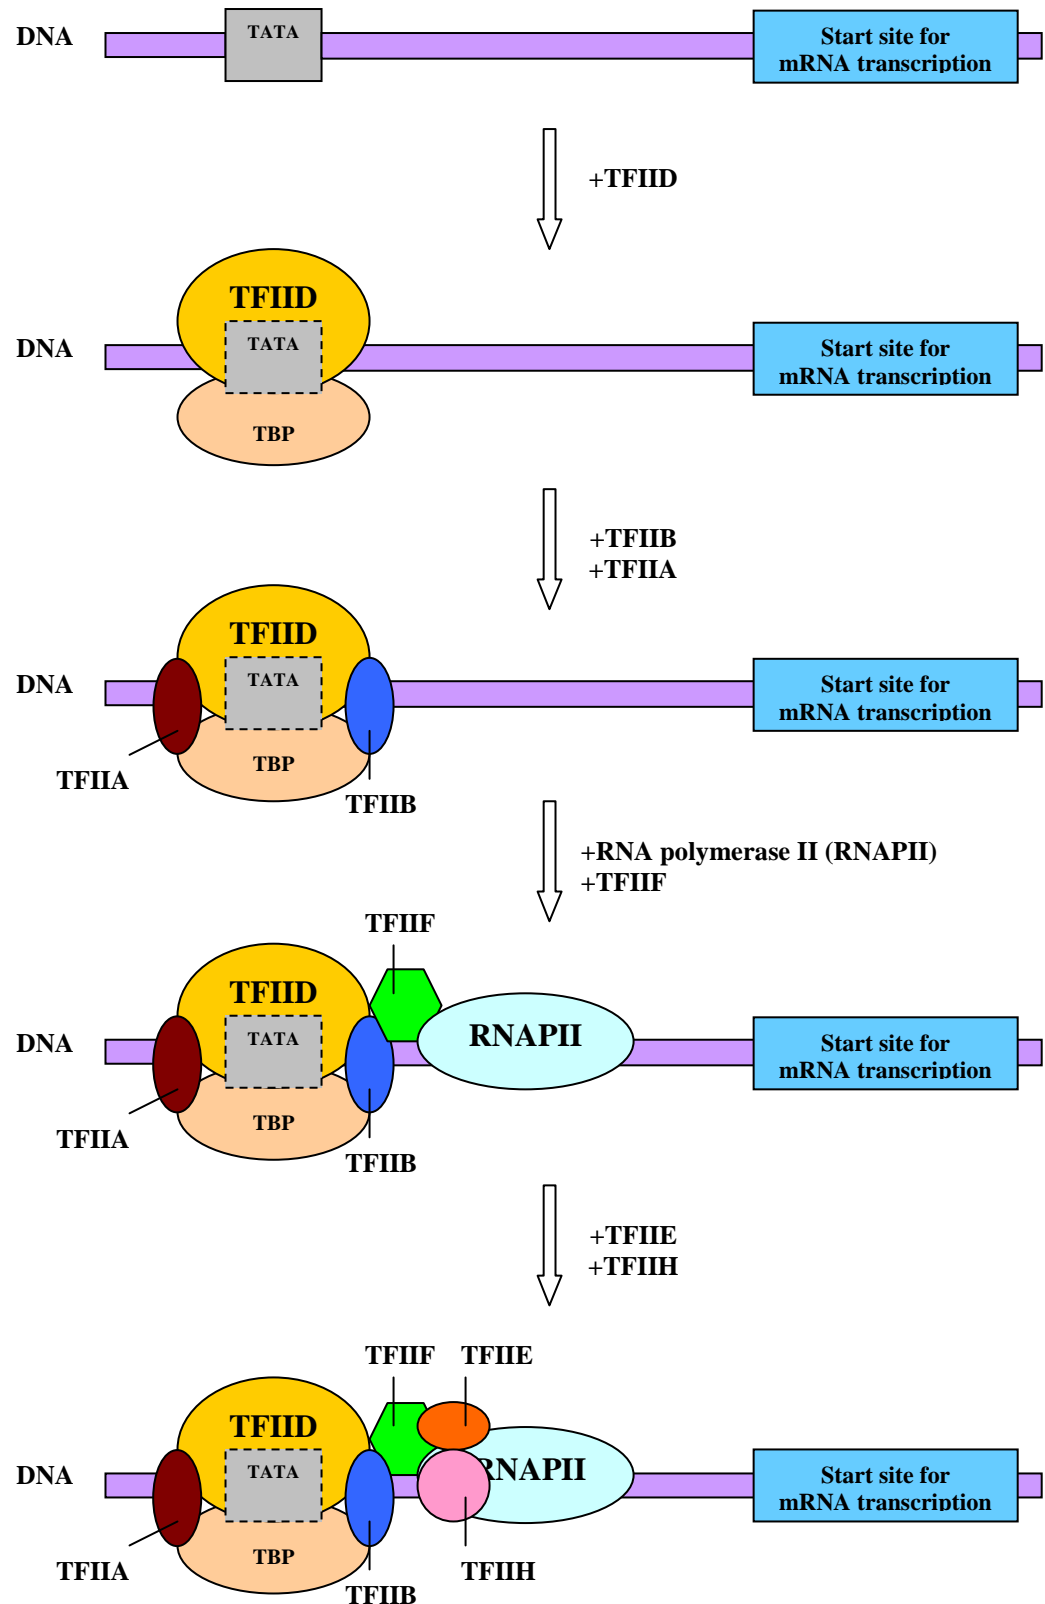 DNA
TATA
Start site for
mRNA transcription
+TFIID
TFIID
DNA
TATA
Start site for
mRNA transcription
TBP
+TFIIB
+TFIIA
TFIID
DNA
TATA
Start site for
mRNA transcription
TBP
TFIIA
TFIIB
+RNA polymerase II (RNAPII)
+TFIIF
TFIIF
TFIID
RNAPII
DNA
TATA
Start site for
mRNA transcription
TBP
TFIIA
TFIIB
+TFIIE
+TFIIH
TFIIF
TFIIE
TFIID
RNAPII
DNA
TATA
Start site for
mRNA transcription
TBP
TFIIA
TFIIB
TFIIH